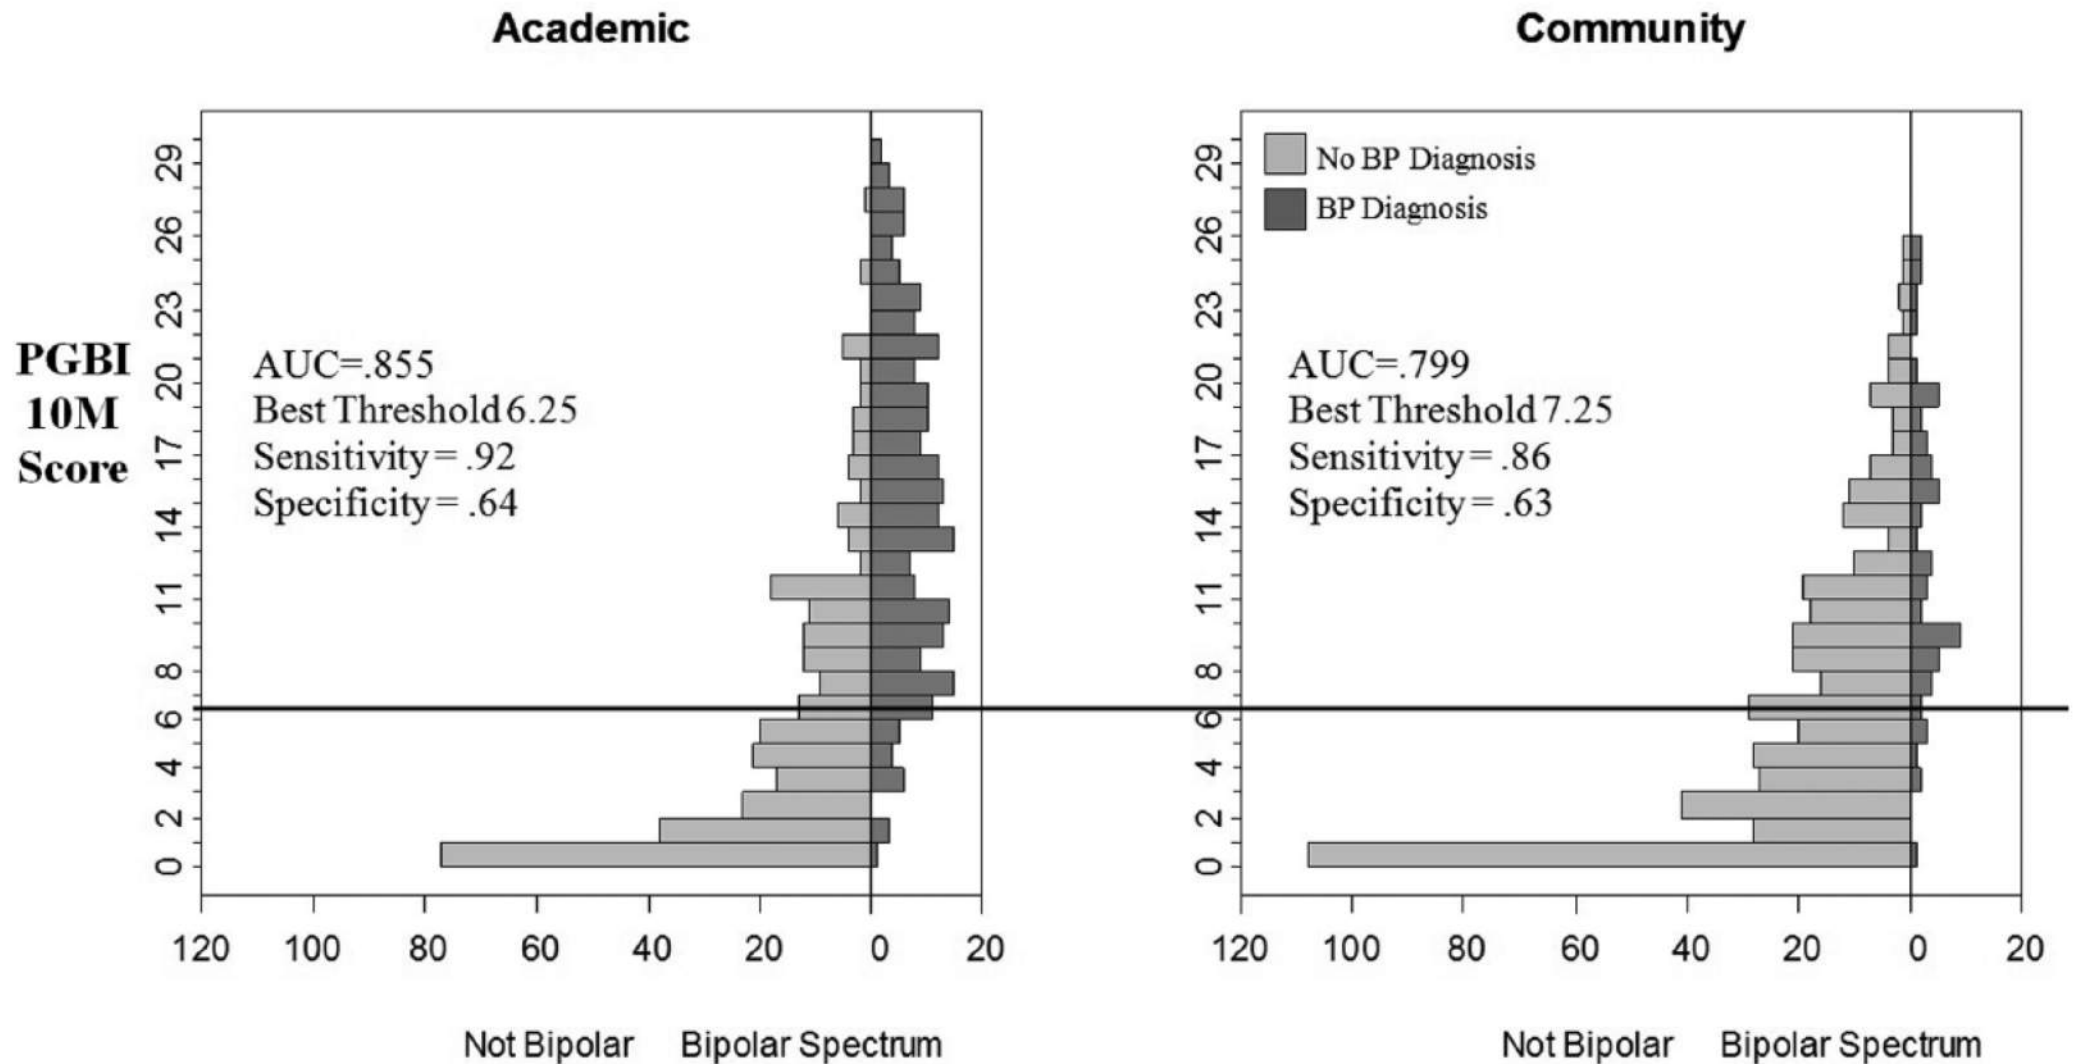 Academic
Community
PGBI
10M
Score
29
26
23
20
17
14
11
8
6
4
2
0
AUC=.855
Best Threshold 6.25
Sensitivity = .92
Specificity = .64
120 100 80 60 40 20 0 20
Not Bipolar Bipolar Spectrum
29
26
23
20
17
14
11
8
6
4
2
0
No BP Diagnosis
BP Diagnosis
AUC=.799
Best Threshold 7.25
Sensitivity = .86
Specificity = .63
120 100 80 60 40 20 0 20
Not Bipolar Bipolar Spectrum